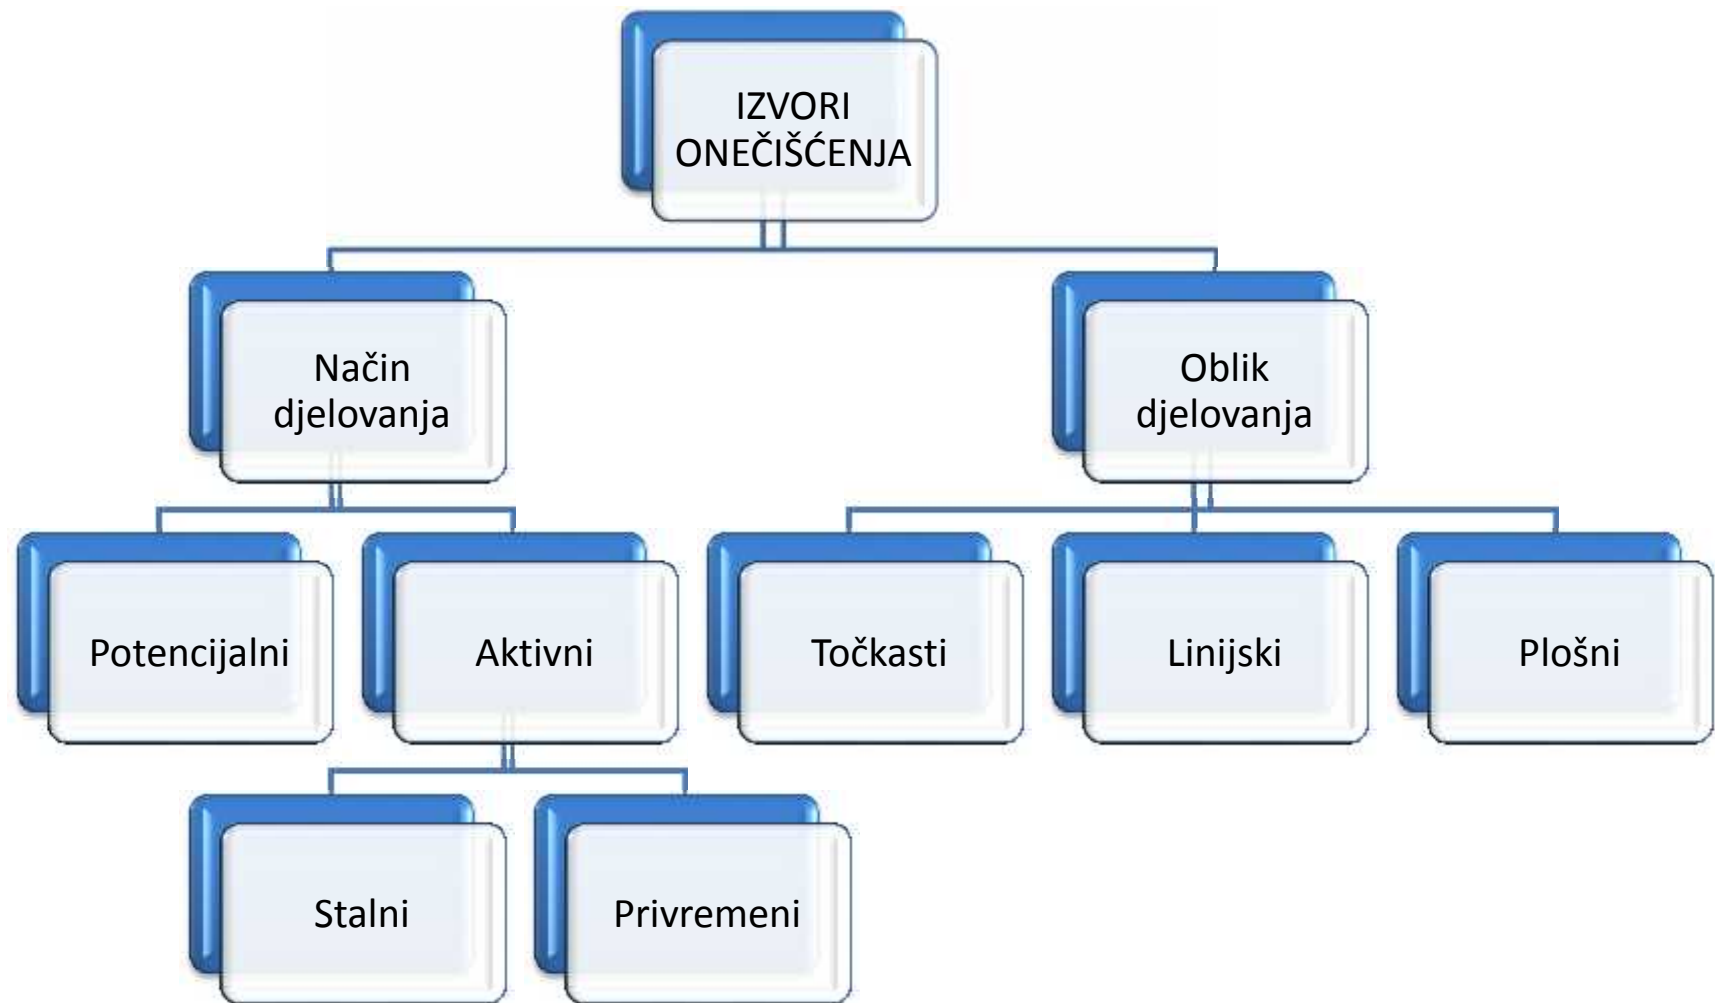 IZVORI
ONEČIŠĆENJA
Način
djelovanja
Oblik
djelovanja
Potencijalni
Aktivni
Točkasti
Linijski
Plošni
Stalni
Privremeni